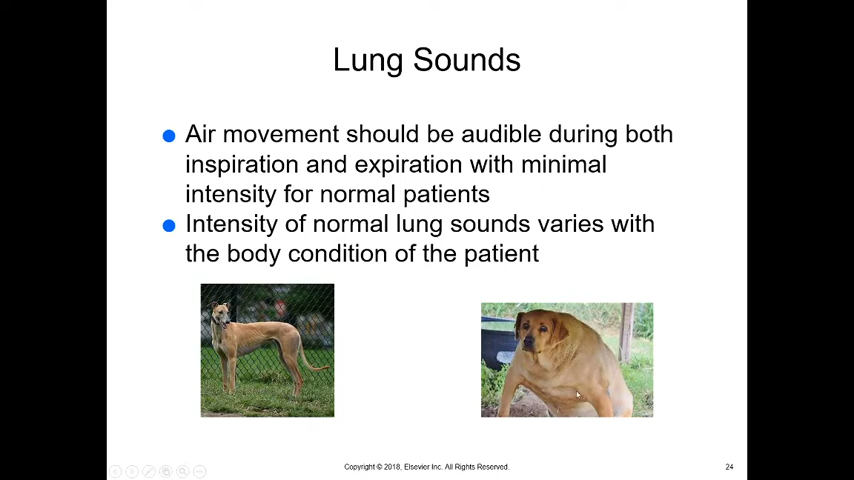 Lung Sounds
Air movement should be audible during both
inspiration and expiration with minimal
intensity for normal patients
Intensity of normal lung sounds varies with
the body condition of the patient
Copyright © 2018, Elsevier Inc. All Rights Reserved.
24